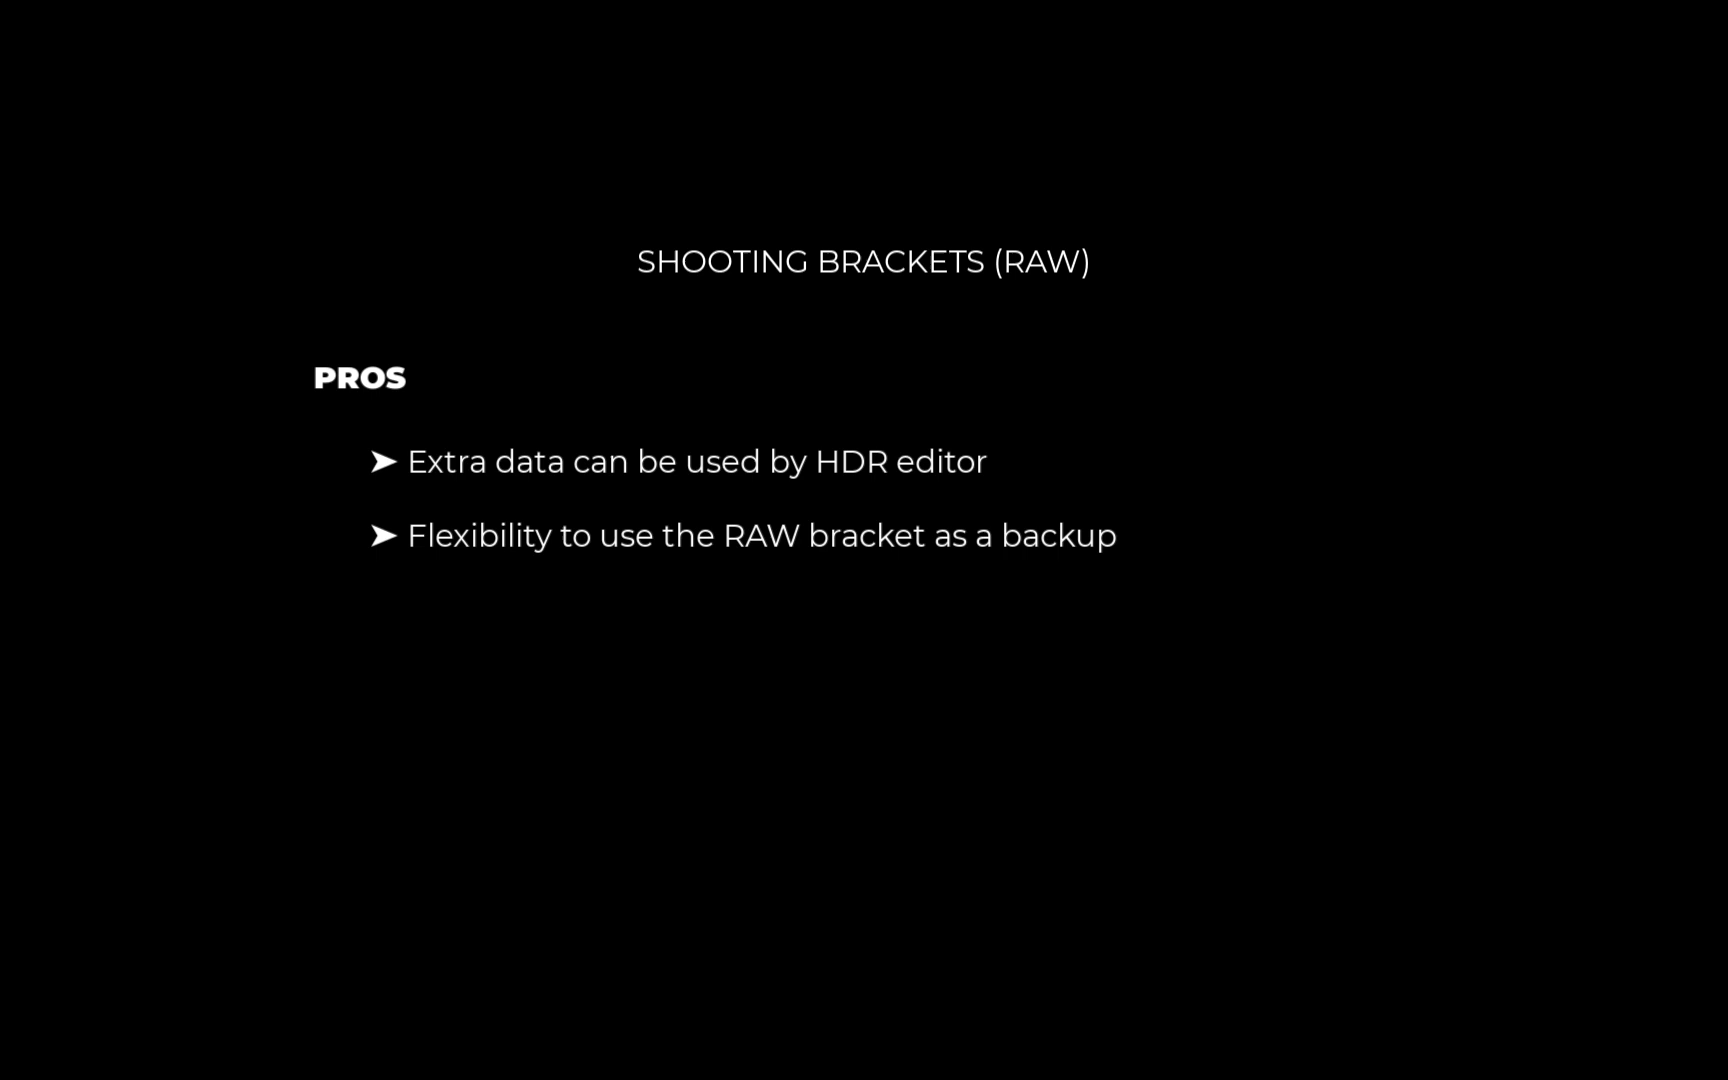 SHOOTING BRACKETS (RAW)
PROS
➤ Extra data can be used by HDR editor
➤ Flexibility to use the RAW bracket as a backup